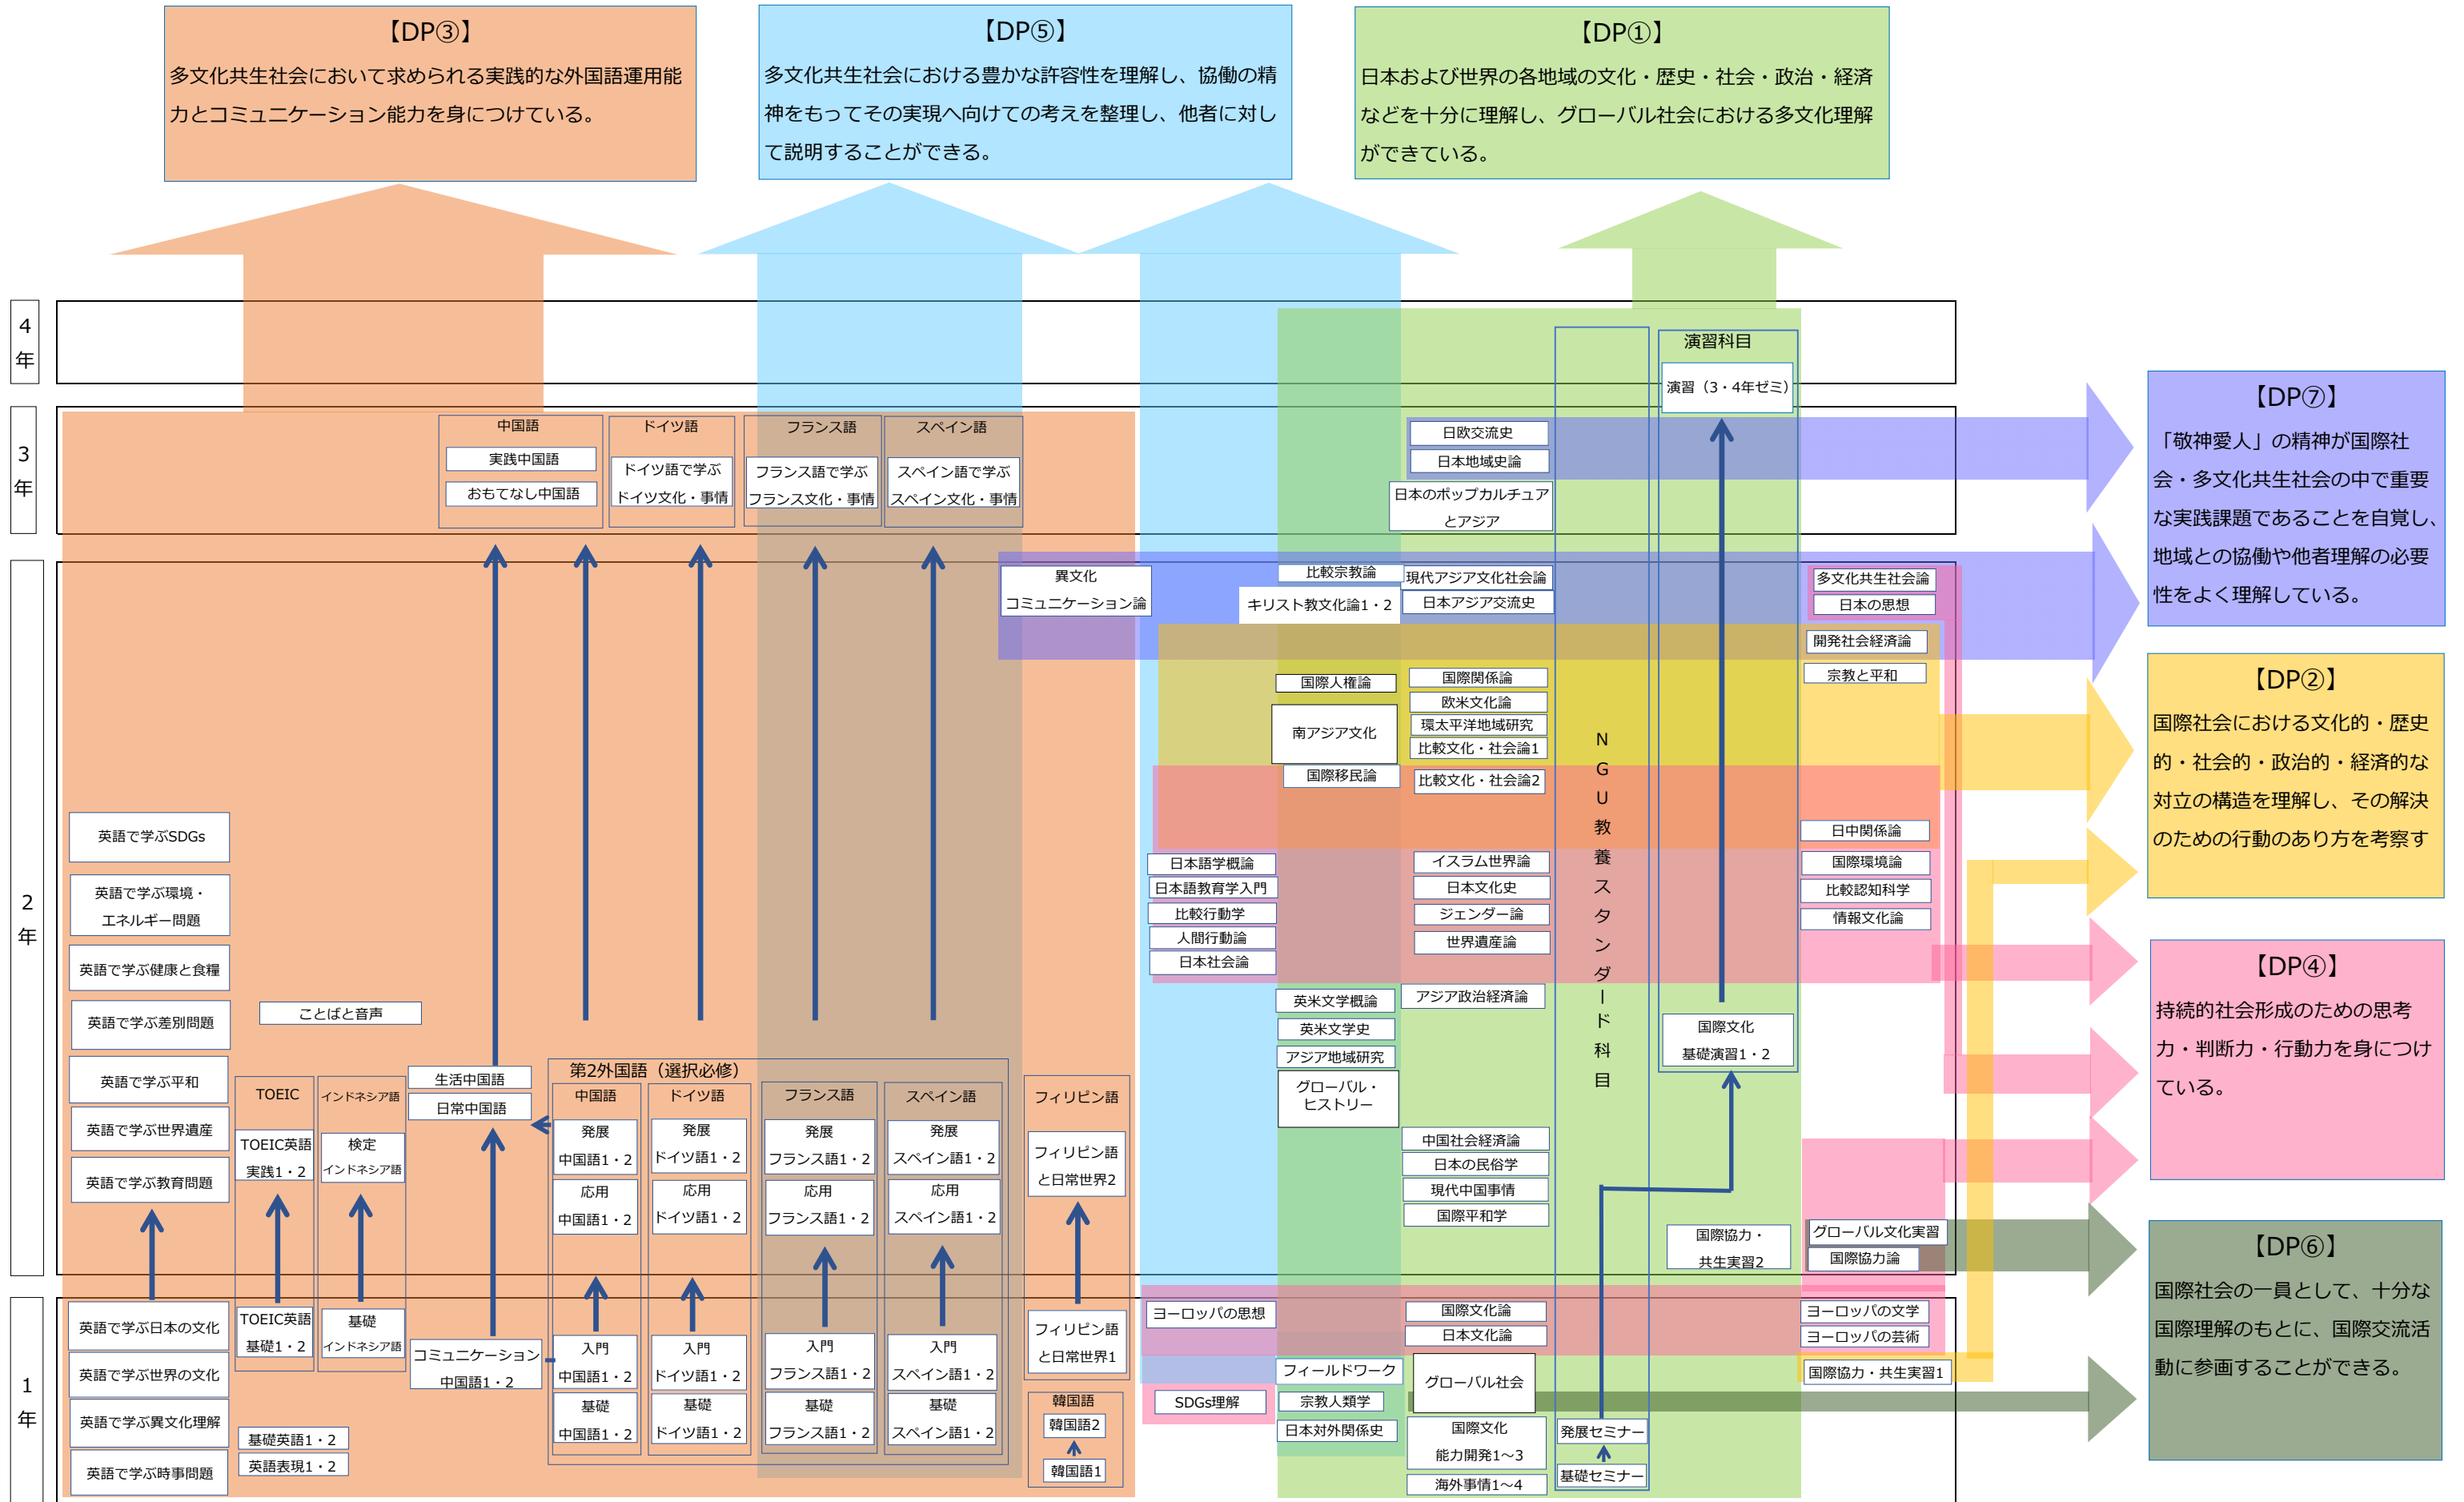 【DP③】
多文化共生社会において求められる実践的な外国語運用能
力とコミュニケーション能力を身につけている。
【DP⑤】
多文化共生社会における豊かな許容性を理解し、協働の精
神をもってその実現へ向けての考えを整理し、他者に対し
て説明することができる。
【DP①】
日本および世界の各地域の文化・歴史・社会・政治・経済
などを十分に理解し、グローバル社会における多文化理解
ができている。
4
年
演習科目
演習（3・4年ゼミ）
3
年
中国語
実践中国語
おもてなし中国語
ドイツ語
ドイツ語で学ぶ
ドイツ文化・事情
フランス語
フランス語で学ぶ
フランス文化・事情
スペイン語
スペイン語で学ぶ
スペイン文化・事情
日欧交流史
日本地域史論
日本のポップカルチュア
とアジア
【DP⑦】
「敬神愛人」の精神が国際社
会・多文化共生社会の中で重要
な実践課題であることを自覚し、
地域との協働や他者理解の必要
性をよく理解している。
2
年
異文化
コミュニケーション論
比較宗教論
キリスト教文化論1・2
現代アジア文化社会論
日本アジア交流史
多文化共生社会論
日本の思想
開発社会経済論
宗教と平和
国際人権論
南アジア文化
国際移民論
国際関係論
欧米文化論
環太平洋地域研究
比較文化・社会論1
比較文化・社会論2
NGU教養スタンダード科目
【DP②】
国際社会における文化的・歴史
的・社会的・政治的・経済的な
対立の構造を理解し、その解決
のための行動のあり方を考察す
英語で学ぶSDGs
英語で学ぶ環境・
エネルギー問題
英語で学ぶ健康と食糧
英語で学ぶ差別問題
英語で学ぶ平和
英語で学ぶ世界遺産
英語で学ぶ教育問題
ことばと音声
日本語学概論
日本語教育学入門
比較行動学
人間行動論
日本社会論
イスラム世界論
日本文化史
ジェンダー論
世界遺産論
日中関係論
国際環境論
比較認知科学
情報文化論
英米文学概論
英米文学史
アジア地域研究
グローバル・
ヒストリー
アジア政治経済論
国際文化
基礎演習1・2
【DP④】
持続的社会形成のための思考
力・判断力・行動力を身につけ
ている。
TOEIC
TOEIC英語
実践1・2
インドネシア語
検定
インドネシア語
生活中国語
日常中国語
第2外国語（選択必修）
中国語
発展
中国語1・2
応用
中国語1・2
ドイツ語
発展
ドイツ語1・2
応用
ドイツ語1・2
フランス語
発展
フランス語1・2
応用
フランス語1・2
スペイン語
発展
スペイン語1・2
応用
スペイン語1・2
フィリピン語
フィリピン語
と日常世界2
中国社会経済論
日本の民俗学
現代中国事情
国際平和学
国際協力・
共生実習2
グローバル文化実習
国際協力論
【DP⑥】
国際社会の一員として、十分な
国際理解のもとに、国際交流活
動に参画することができる。
1
年
英語で学ぶ日本の文化
英語で学ぶ世界の文化
英語で学ぶ異文化理解
英語で学ぶ時事問題
TOEIC英語
基礎1・2
基礎
インドネシア語
基礎英語1・2
英語表現1・2
コミュニケーション
中国語1・2
入門
中国語1・2
基礎
中国語1・2
入門
ドイツ語1・2
基礎
ドイツ語1・2
入門
フランス語1・2
基礎
フランス語1・2
入門
スペイン語1・2
基礎
スペイン語1・2
フィリピン語
と日常世界1
韓国語
韓国語2
韓国語1
ヨーロッパの思想
SDGs理解
フィールドワーク
宗教人類学
日本対外関係史
国際文化論
日本文化論
グローバル社会
国際文化
能力開発1～3
海外事情1～4
発展セミナー
基礎セミナー
ヨーロッパの文学
ヨーロッパの芸術
国際協力・共生実習1